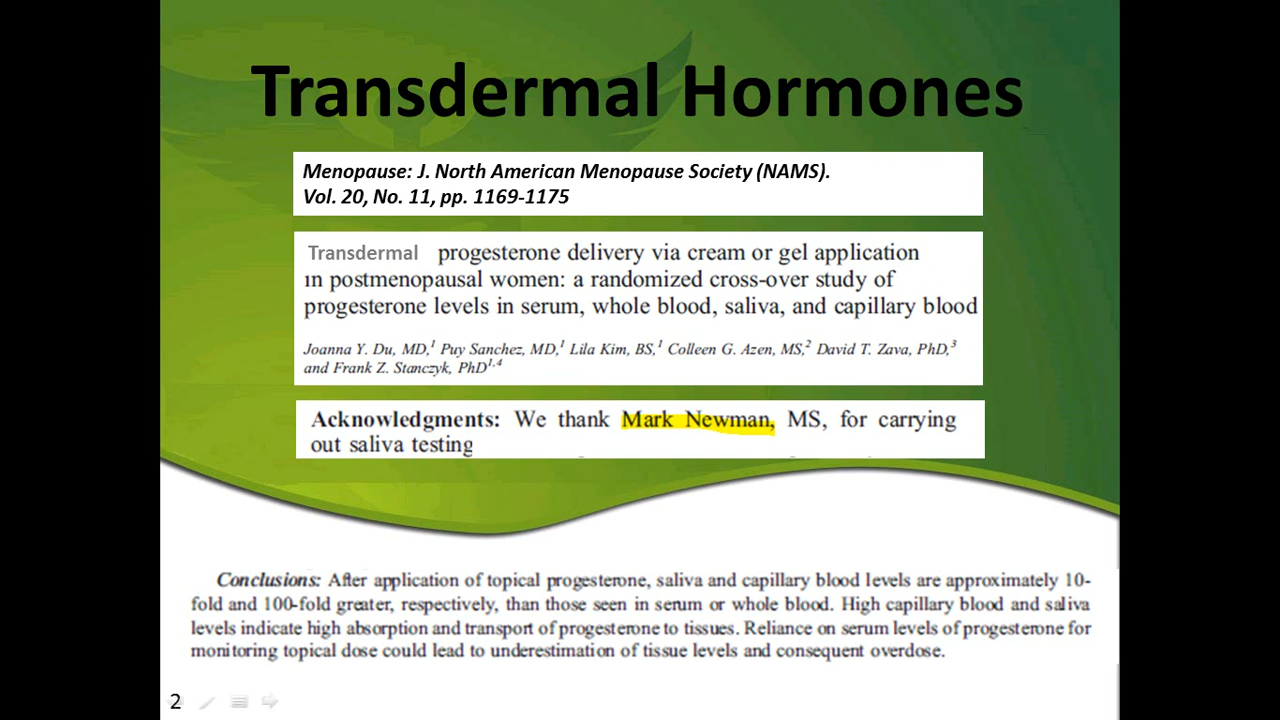 Transdermal Hormones
Menopause: J. North American Menopause Society (NAMS).
Vol. 20, No. 11, pp. 1169-1175
Transdermal progesterone delivery via cream or gel application
in postmenopausal women: a randomized cross-over study of
progesterone levels in serum, whole blood, saliva, and capillary blood
Joanna Y. Du, MD,¹ Puy Sanchez, MD,¹ Lila Kim, BS,¹ Colleen G. Azen, MS,² David T. Zava, PhD,³
and Frank Z. Stanczyk, PhD¹,⁴
Acknowledgments: We thank Mark Newman, MS, for carrying
out saliva testing
Conclusions: After application of topical progesterone, saliva and capillary blood levels are approximately 10-
fold and 100-fold greater, respectively, than those seen in serum or whole blood. High capillary blood and saliva
levels indicate high absorption and transport of progesterone to tissues. Reliance on serum levels of progesterone for
monitoring topical dose could lead to underestimation of tissue levels and consequent overdose.
2